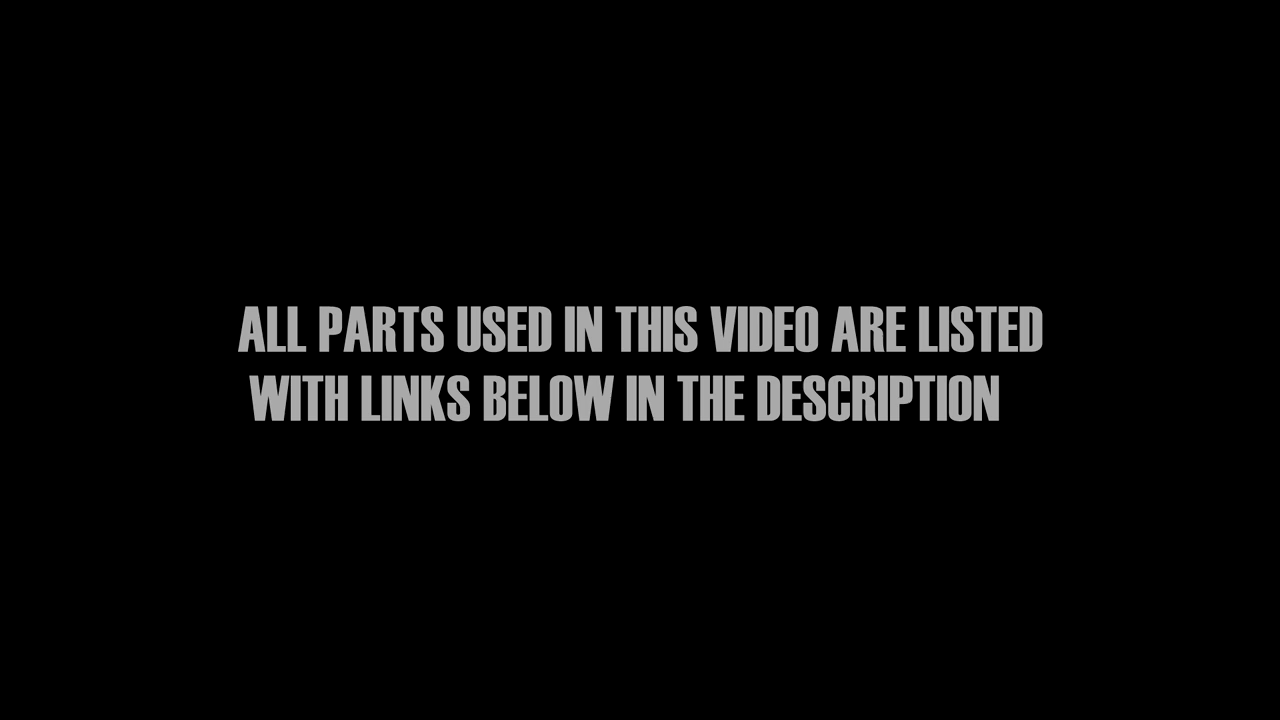 ALL PARTS USED IN THIS VIDEO ARE LISTED
WITH LINKS BELOW IN THE DESCRIPTION